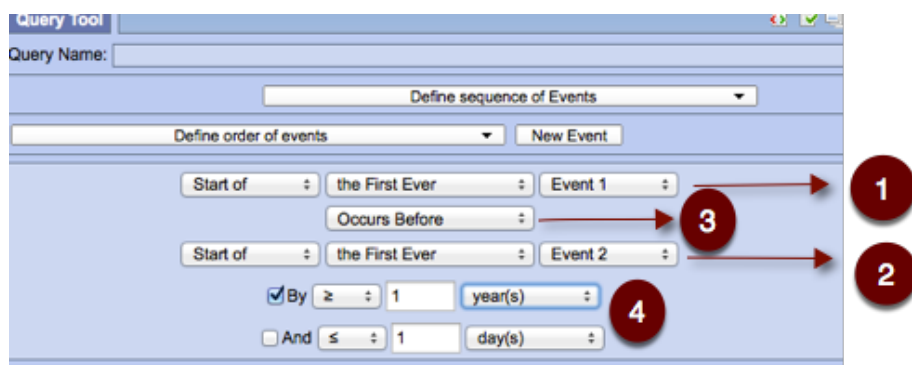 Query Tool
Query Name:
Define sequence of Events
Define order of events New Event
Start of the First Ever Event 1 1
Occurs Before 3
Start of the First Ever Event 2 2
By ≥ 1 year(s) 4
And ≤ 1 day(s)